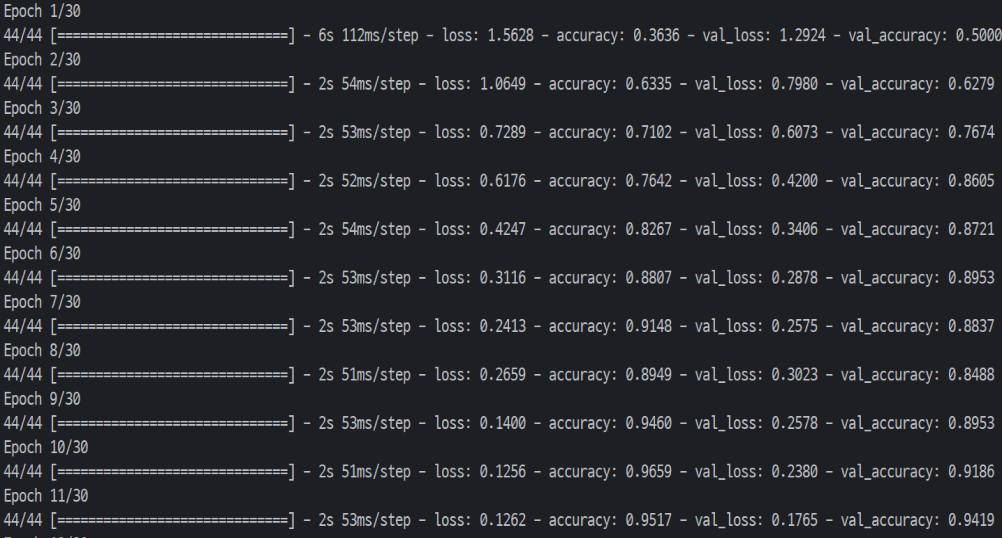 Epoch 1/30
44/44 [==============================] - 6s 112ms/step - loss: 1.5628 - accuracy: 0.3636 - val_loss: 1.2924 - val_accuracy: 0.5000
Epoch 2/30
44/44 [==============================] - 2s 54ms/step - loss: 1.0649 - accuracy: 0.6335 - val_loss: 0.7980 - val_accuracy: 0.6279
Epoch 3/30
44/44 [==============================] - 2s 53ms/step - loss: 0.7289 - accuracy: 0.7102 - val_loss: 0.6073 - val_accuracy: 0.7674
Epoch 4/30
44/44 [==============================] - 2s 52ms/step - loss: 0.6176 - accuracy: 0.7642 - val_loss: 0.4200 - val_accuracy: 0.8605
Epoch 5/30
44/44 [==============================] - 2s 54ms/step - loss: 0.4247 - accuracy: 0.8267 - val_loss: 0.3406 - val_accuracy: 0.8721
Epoch 6/30
44/44 [==============================] - 2s 53ms/step - loss: 0.3116 - accuracy: 0.8807 - val_loss: 0.2878 - val_accuracy: 0.8953
Epoch 7/30
44/44 [==============================] - 2s 53ms/step - loss: 0.2413 - accuracy: 0.9148 - val_loss: 0.2575 - val_accuracy: 0.8837
Epoch 8/30
44/44 [==============================] - 2s 51ms/step - loss: 0.2659 - accuracy: 0.8949 - val_loss: 0.3023 - val_accuracy: 0.8488
Epoch 9/30
44/44 [==============================] - 2s 53ms/step - loss: 0.1400 - accuracy: 0.9460 - val_loss: 0.2578 - val_accuracy: 0.8953
Epoch 10/30
44/44 [==============================] - 2s 51ms/step - loss: 0.1256 - accuracy: 0.9659 - val_loss: 0.2380 - val_accuracy: 0.9186
Epoch 11/30
44/44 [==============================] - 2s 53ms/step - loss: 0.1262 - accuracy: 0.9517 - val_loss: 0.1765 - val_accuracy: 0.9419